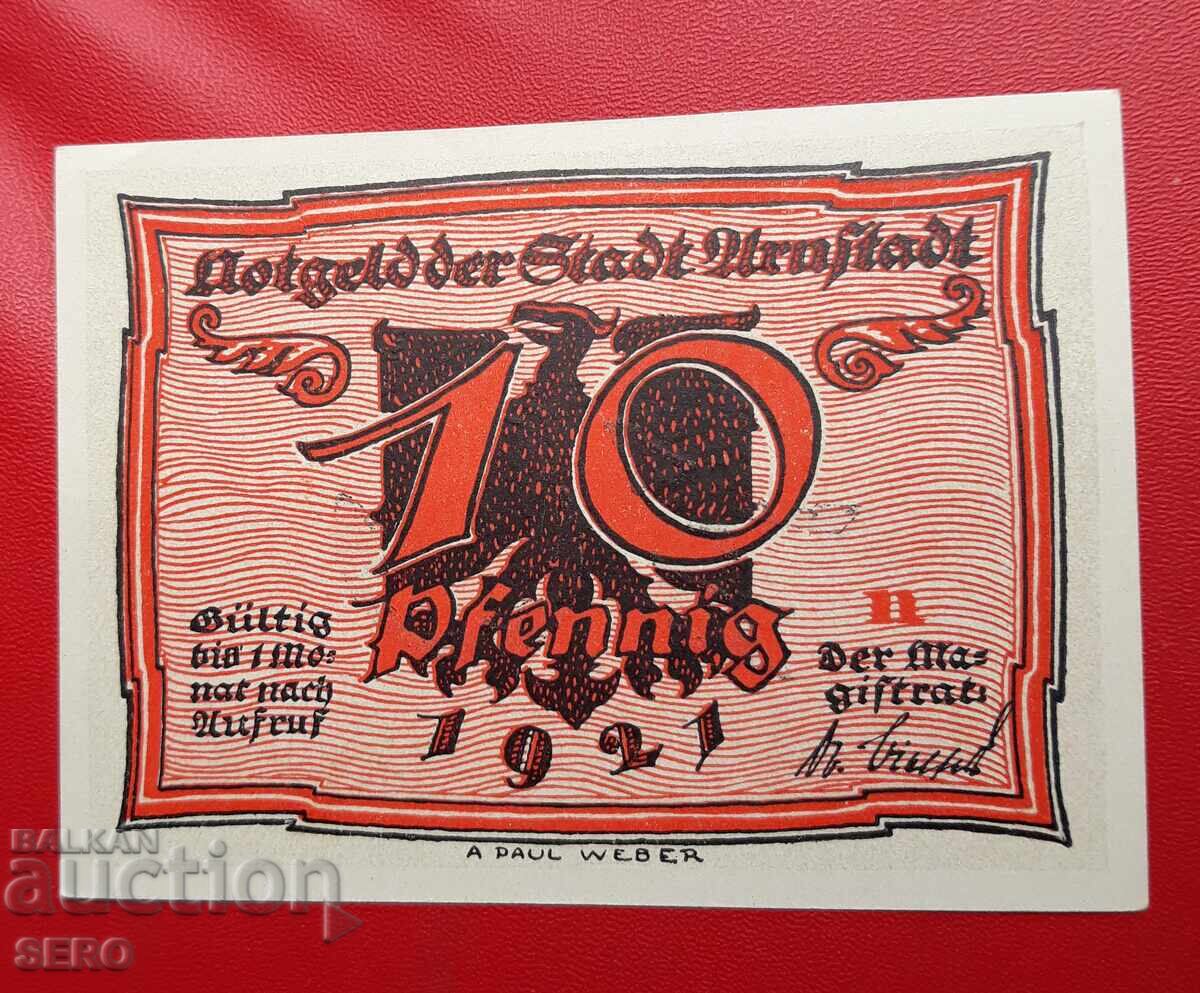 Notgeld der Stadt Arnstadt
10
Pfennig
1921
Gültig
bis 1 Mo=
nat nach
Aufruf
n
Der Ma=
gistrat:
Dr.
A PAUL WEBER
BALKAN
auction
SERO